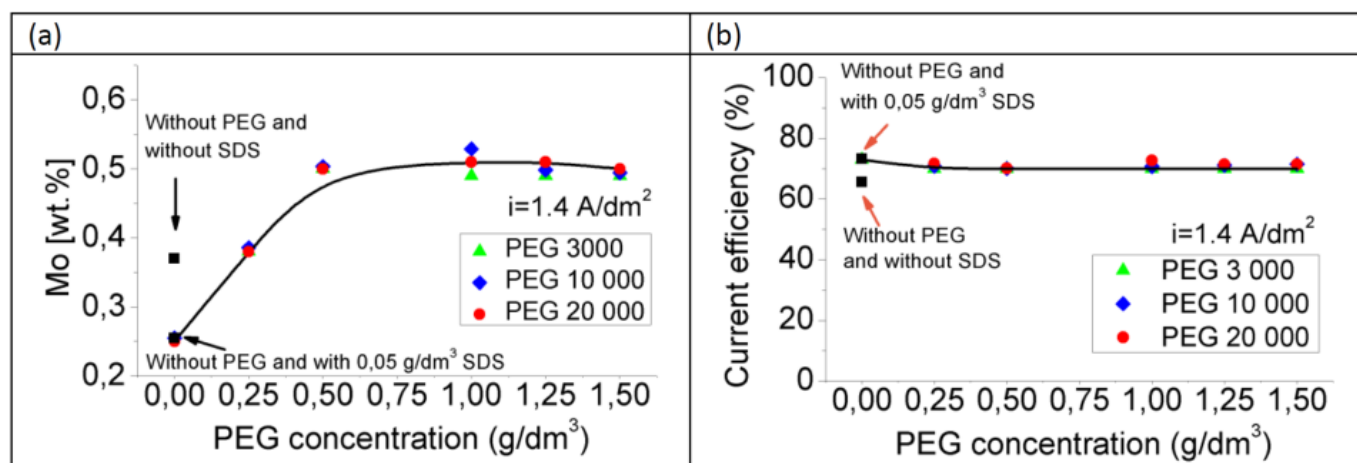 (a)
0,6
0,5
0,4
0,3
0,2
Mo [wt.%]
Without PEG and
without SDS
i=1.4 A/dm²
PEG 3000
PEG 10 000
PEG 20 000
Without PEG and with 0,05 g/dm³ SDS
0,00 0,25 0,50 0,75 1,00 1,25 1,50
PEG concentration (g/dm³)
(b)
100
80
60
40
20
0
Current efficiency (%)
Without PEG and
with 0,05 g/dm³ SDS
Without PEG
and without SDS
i=1.4 A/dm²
PEG 3 000
PEG 10 000
PEG 20 000
0,00 0,25 0,50 0,75 1,00 1,25 1,50
PEG concentration (g/dm³)